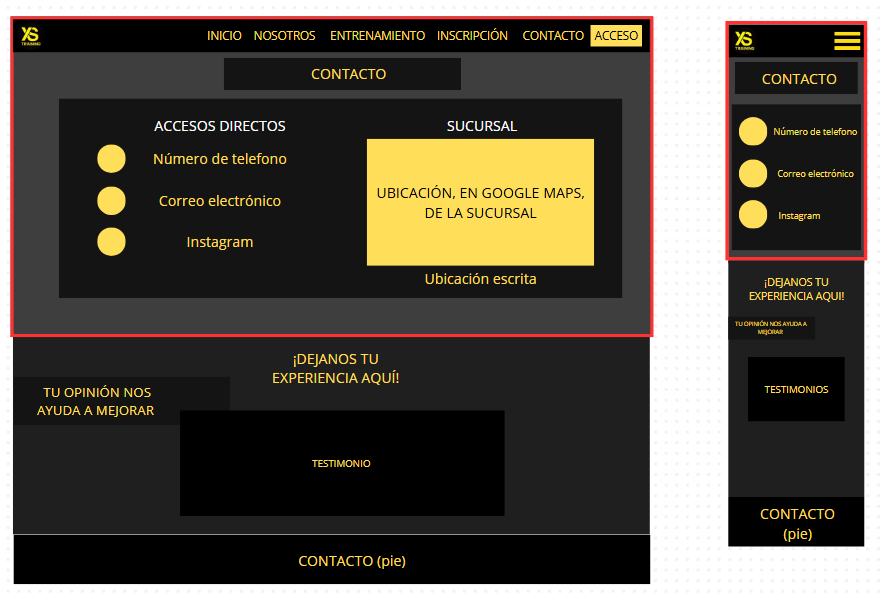 XS
TRAINING
INICIO NOSOTROS ENTRENAMIENTO INSCRIPCIÓN CONTACTO ACCESO
CONTACTO
ACCESOS DIRECTOS
Número de telefono
Correo electrónico
Instagram
SUCURSAL
UBICACIÓN, EN GOOGLE MAPS,
DE LA SUCURSAL
Ubicación escrita
¡DEJANOS TU
EXPERIENCIA AQUÍ!
TU OPINIÓN NOS
AYUDA A MEJORAR
TESTIMONIO
CONTACTO (pie)
XS
TRAINING
CONTACTO
Número de telefono
Correo electrónico
Instagram
¡DEJANOS TU
EXPERIENCIA AQUI!
TU OPINIÓN NOS AYUDA A
MEJORAR
TESTIMONIOS
CONTACTO
(pie)